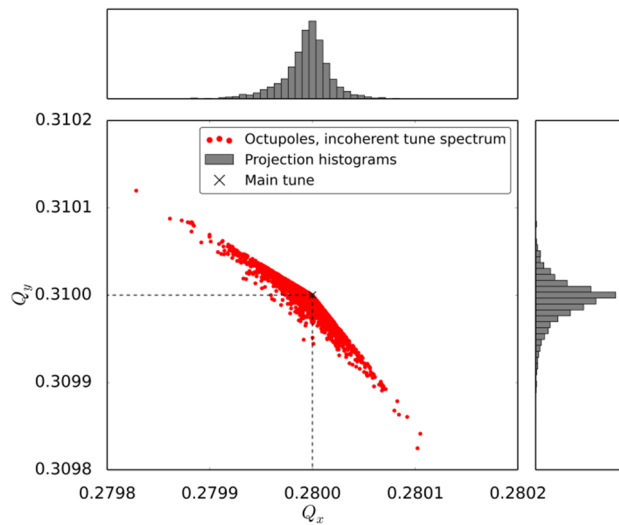 0.3102
0.3101
0.3100
0.3099
0.3098
Q_y
Octupoles, incoherent tune spectrum
Projection histograms
Main tune
0.2798 0.2799 0.2800 0.2801 0.2802
Q_x